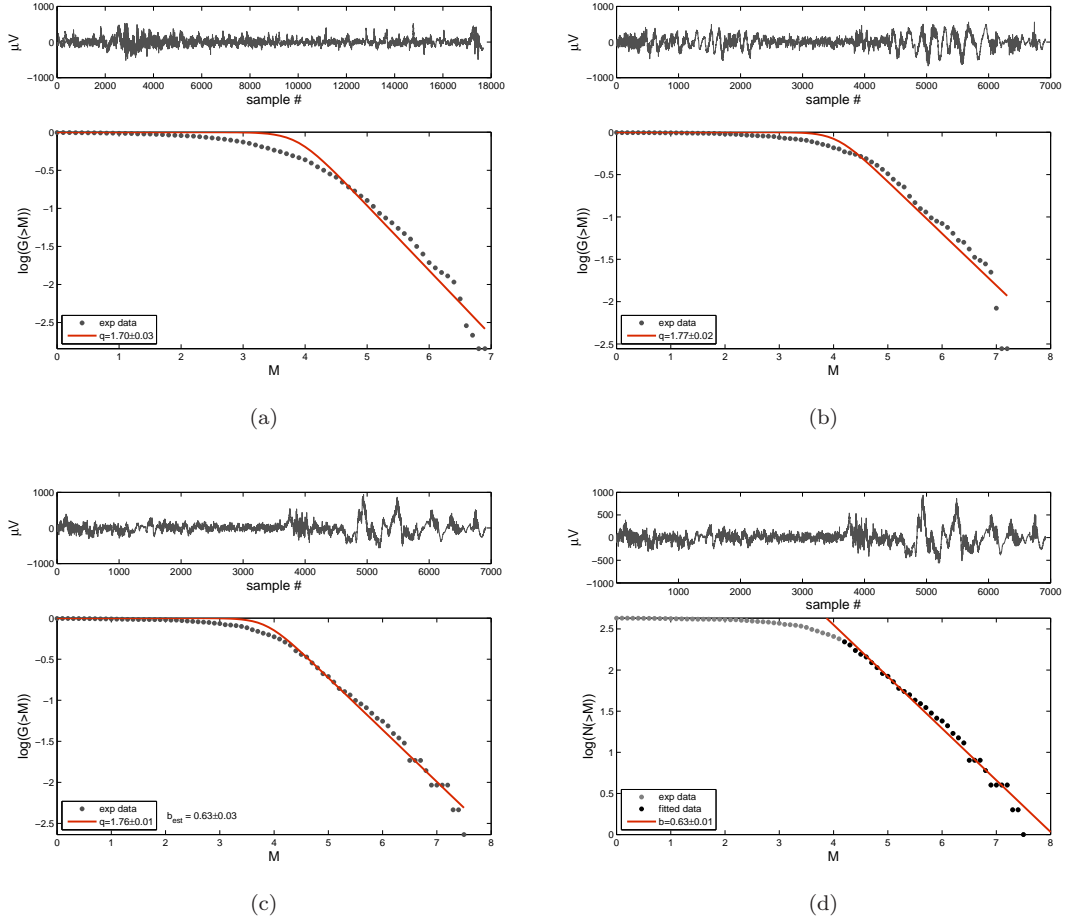 1000
0
−1000
μV
0 2000 4000 6000 8000 10000 12000 14000 16000 18000
sample #
0
−0.5
−1
−1.5
−2
−2.5
log(G(>M))
exp data
q=1.70±0.03
0 1 2 3 4 5 6 7
M
(a)
1000
0
−1000
μV
0 1000 2000 3000 4000 5000 6000 7000
sample #
0
−0.5
−1
−1.5
−2
−2.5
log(G(>M))
exp data
q=1.77±0.02
0 1 2 3 4 5 6 7 8
M
(b)
1000
0
−1000
μV
0 1000 2000 3000 4000 5000 6000 7000
sample #
0
−0.5
−1
−1.5
−2
−2.5
log(G(>M))
exp data
q=1.76±0.01
best = 0.63±0.03
0 1 2 3 4 5 6 7 8
M
(c)
1000
500
0
−500
−1000
μV
1000 2000 3000 4000 5000 6000 7000
sample #
2.5
2
1.5
1
0.5
0
log(N(>M))
exp data
fitted data
b=0.63±0.01
0 1 2 3 4 5 6 7 8
M
(d)